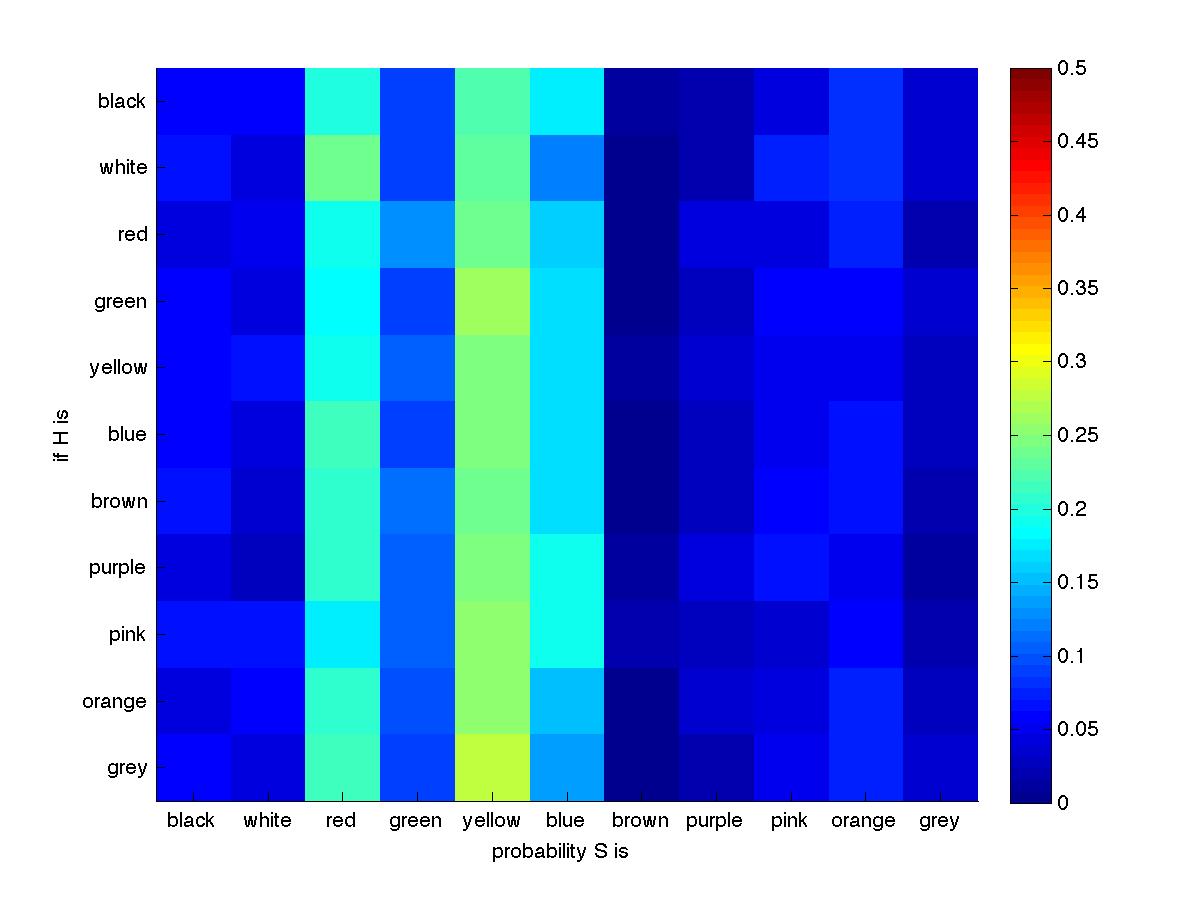 black
white
red
green
yellow
blue
brown
purple
pink
orange
grey
if H is
black white red green yellow blue brown purple pink orange grey
probability S is
0.5
0.45
0.4
0.35
0.3
0.25
0.2
0.15
0.1
0.05
0